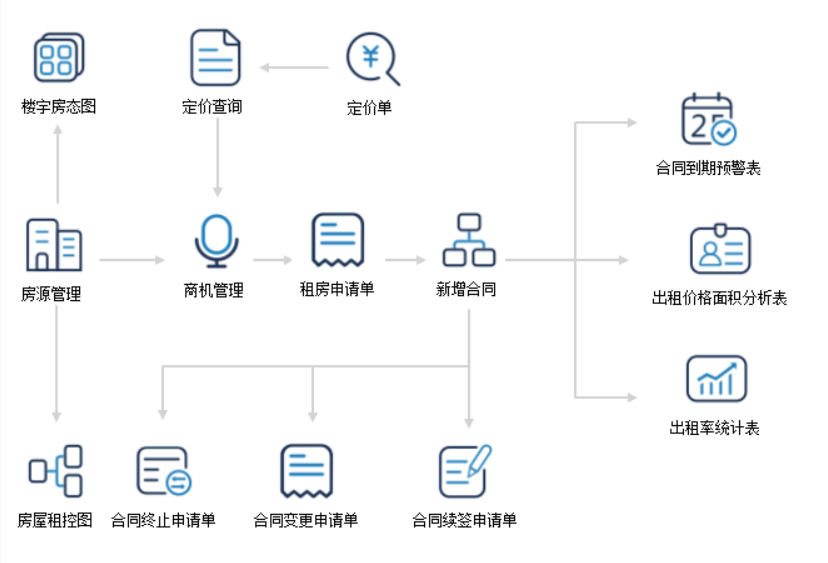 楼宇房态图
定价查询
定价单
合同到期预警表
房源管理
商机管理
租房申请单
新增合同
出租价格面积分析表
出租率统计表
房屋租控图
合同终止申请单
合同变更申请单
合同续签申请单
¥
25